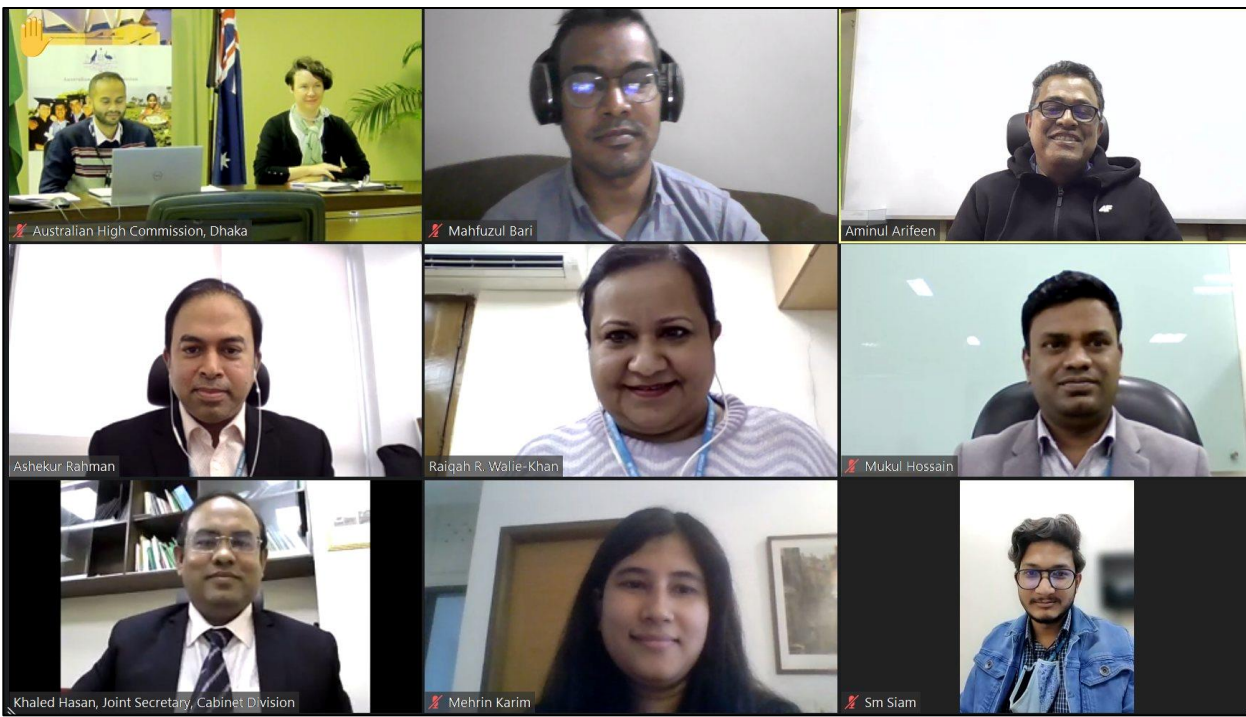 Australian High Commission, Dhaka
Mahfuzul Bari
Aminul Arifeen
Ashekur Rahman
Raiqah R. Walie-Khan
Mukul Hossain
Khaled Hasan, Joint Secretary, Cabinet Division
Mehrin Karim
Sm Siam